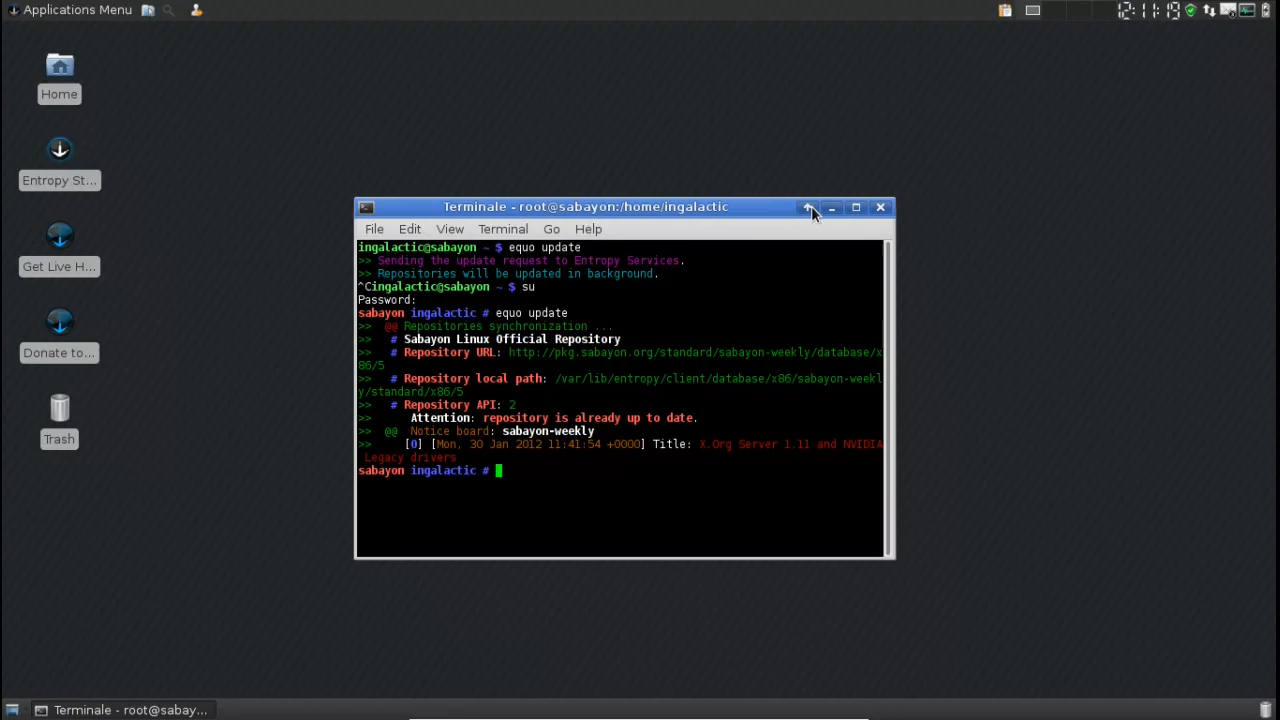 Applications Menu
12:11:19
Home
Entropy St...
Get Live H...
Donate to...
Trash
Terminale - root@sabayon:/home/ingalactic
File Edit View Terminal Go Help
ingalactic@sabayon ~ $ equo update
>> Sending the update request to Entropy Services.
>> Repositories will be updated in background.
^Cingalactic@sabayon ~ $ su
Password:
sabayon ingalactic # equo update
>> @@ Repositories synchronization ...
>> # Sabayon Linux Official Repository
>> # Repository URL: http://pkg.sabayon.org/standard/sabayon-weekly/database/x
86/5
>> # Repository local path: /var/lib/entropy/client/database/x86/sabayon-weekl
y/standard/x86/5
>> # Repository API: 2
>> Attention: repository is already up to date.
>> @@ Notice board: sabayon-weekly
>> [0] [Mon, 30 Jan 2012 11:41:54 +0000] Title: X.Org Server 1.11 and NVIDIA
Legacy drivers
sabayon ingalactic #
Terminale - root@sabay...